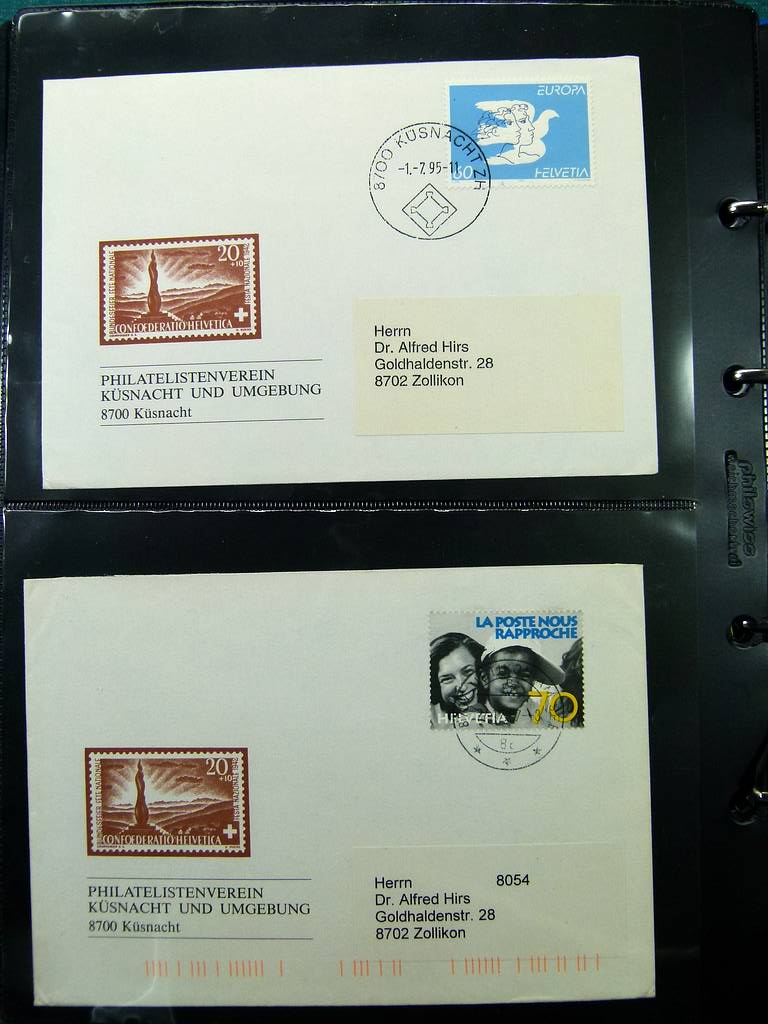 EUROPA
60
HELVETIA
8700 KÜSNACHT ZH
-1.-7.95-11
20
+10
CONFOEDERATIO HELVETICA
PHILATELISTENVEREIN
KÜSNACHT UND UMGEBUNG
8700 Küsnacht
Herrn
Dr. Alfred Hirs
Goldhaldenstr. 28
8702 Zollikon
philowiso
LA POSTE NOUS
RAPPROCHE
70
HELVETIA
20
+10
CONFOEDERATIO HELVETICA
PHILATELISTENVEREIN
KÜSNACHT UND UMGEBUNG
8700 Küsnacht
Herrn 8054
Dr. Alfred Hirs
Goldhaldenstr. 28
8702 Zollikon